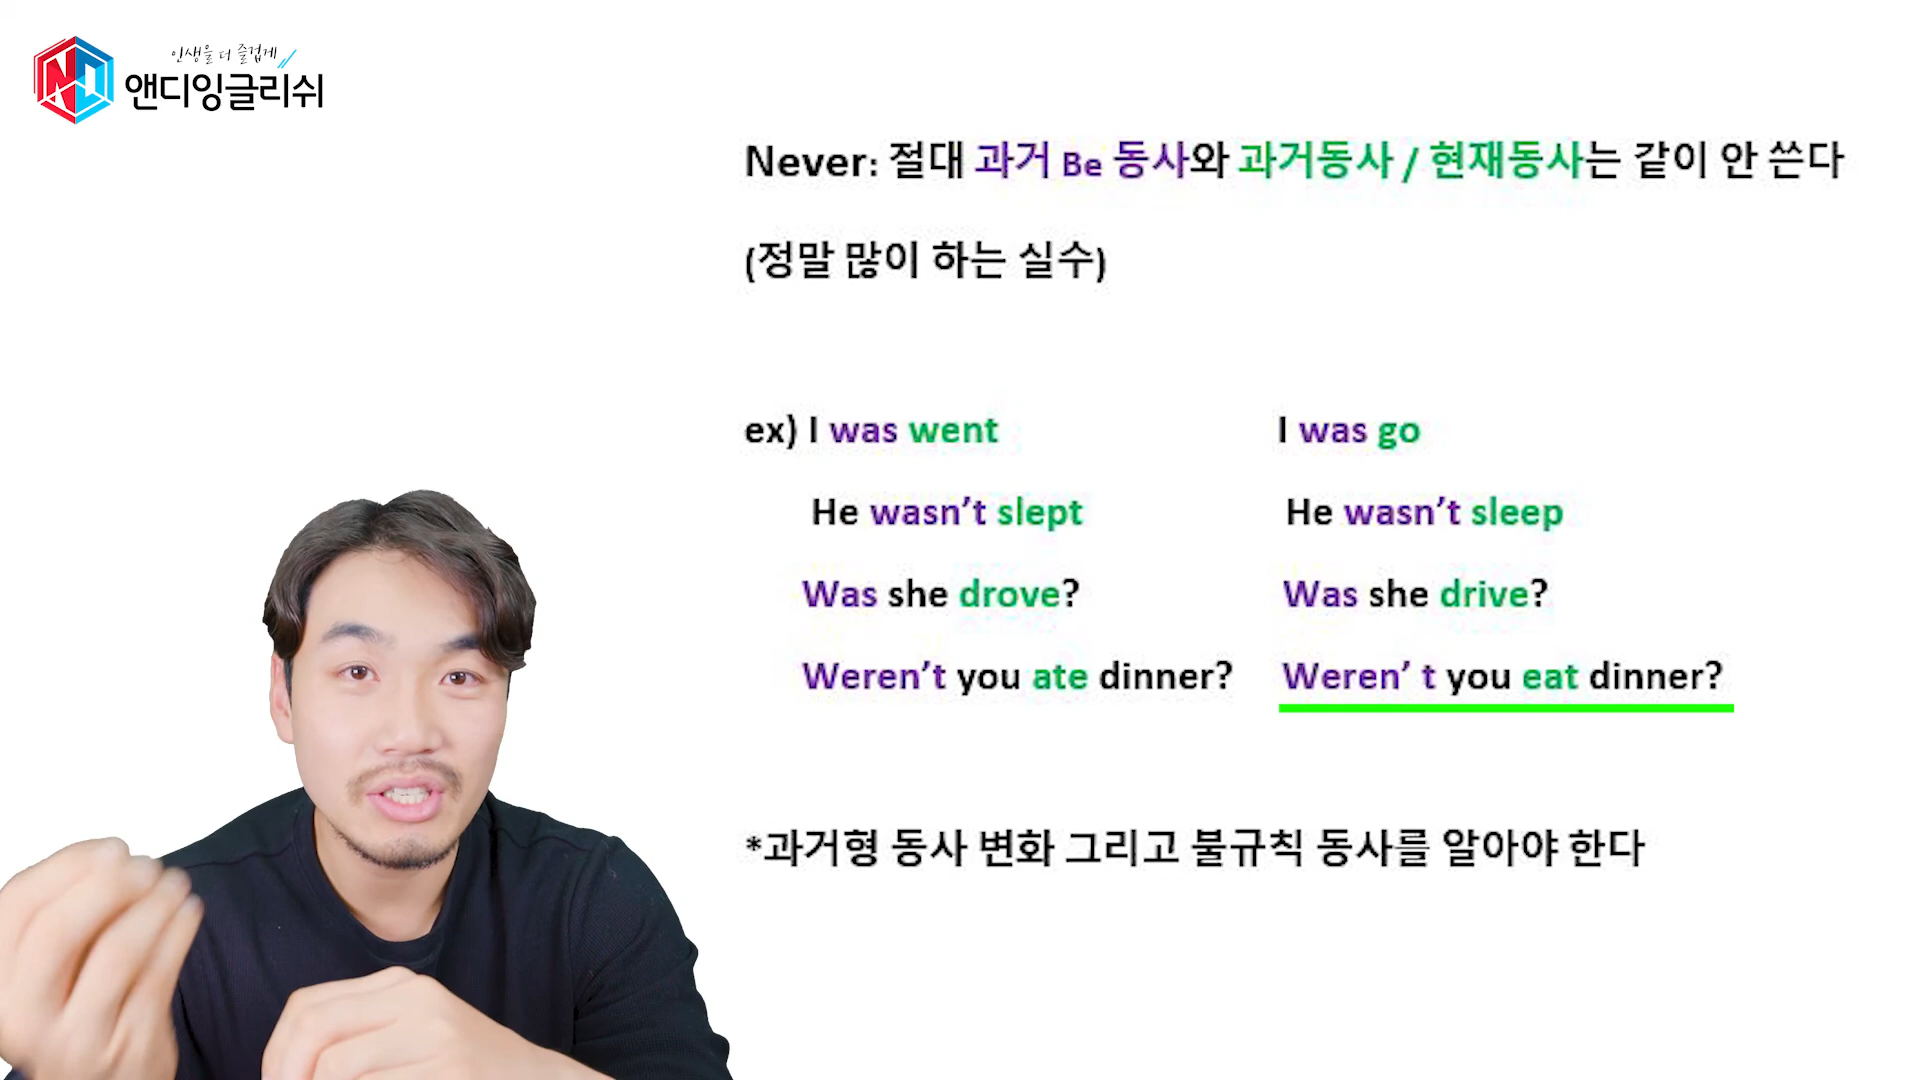 인생을 더 즐겁게
앤디잉글리쉬
Never: 절대 과거 Be 동사와 과거동사 / 현재동사는 같이 안 쓴다
(정말 많이 하는 실수)
ex) I was went
I was go
He wasn’t slept
He wasn’t sleep
Was she drove?
Was she drive?
Weren’t you ate dinner?
Weren’ t you eat dinner?
*과거형 동사 변화 그리고 불규칙 동사를 알아야 한다